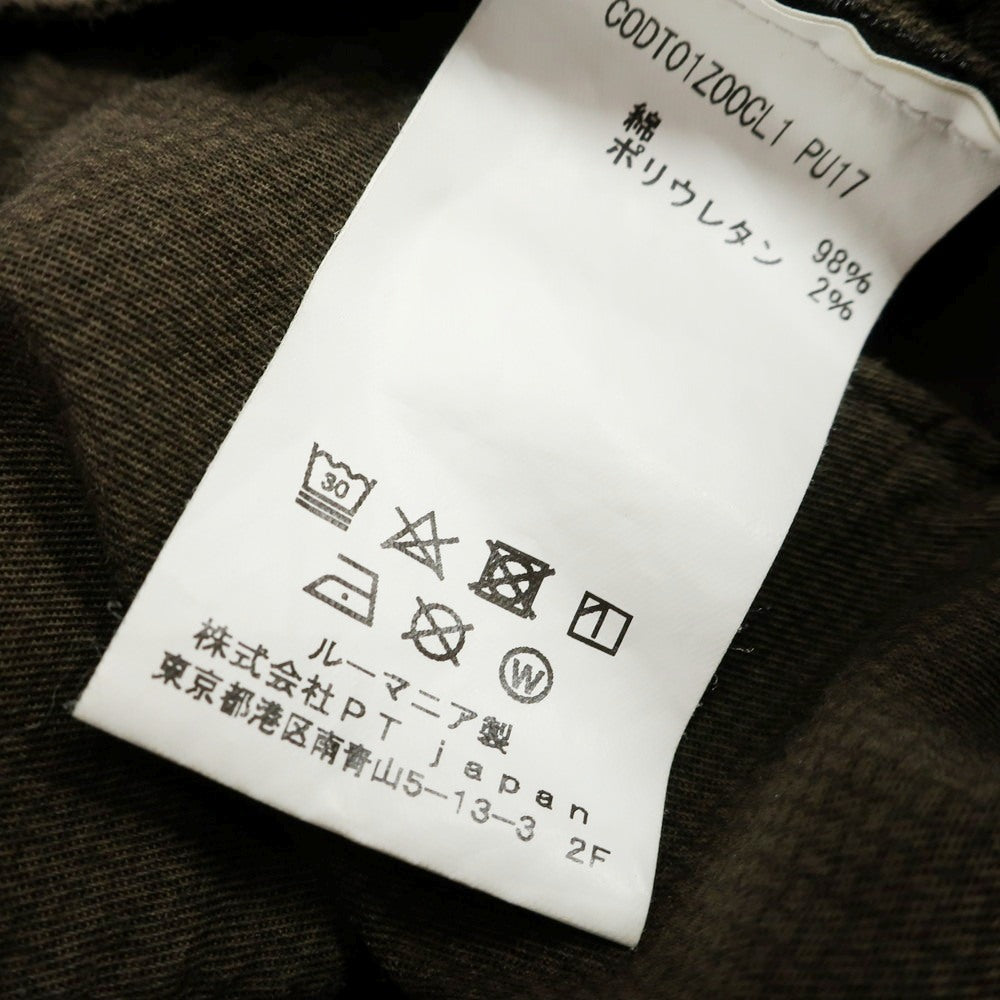 CODT01Z00CL1 PU17
綿 98%
ポリウレタン 2%
30
W
ルーマニア製
株式会社PT japan
東京都港区南青山5-13-3 2F